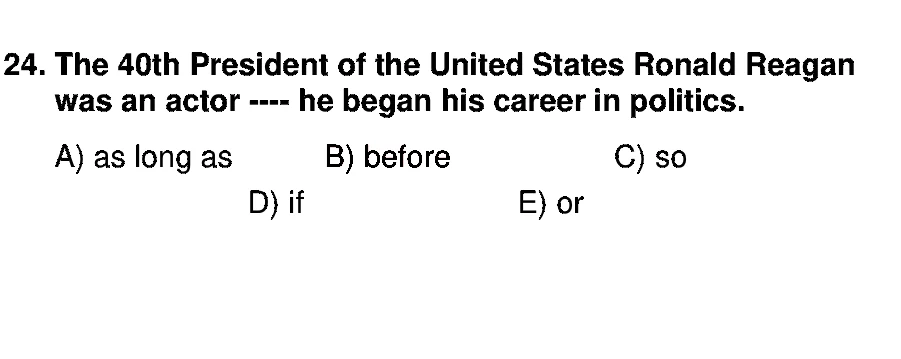 24. The 40th President of the United States Ronald Reagan
was an actor ---- he began his career in politics.
A) as long as B) before C) so
D) if E) or